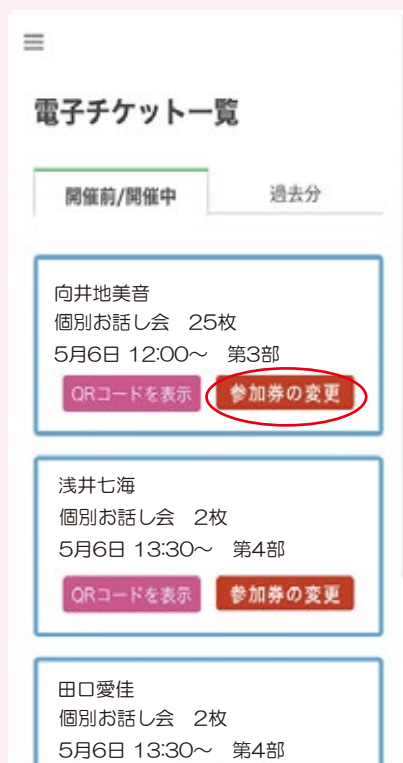 電子チケット一覧
開催前/開催中 過去分
向井地美音
個別お話し会 25枚
5月6日 12:00〜 第3部
QRコードを表示 参加券の変更
浅井七海
個別お話し会 2枚
5月6日 13:30〜 第4部
QRコードを表示 参加券の変更
田口愛佳
個別お話し会 2枚
5月6日 13:30〜 第4部